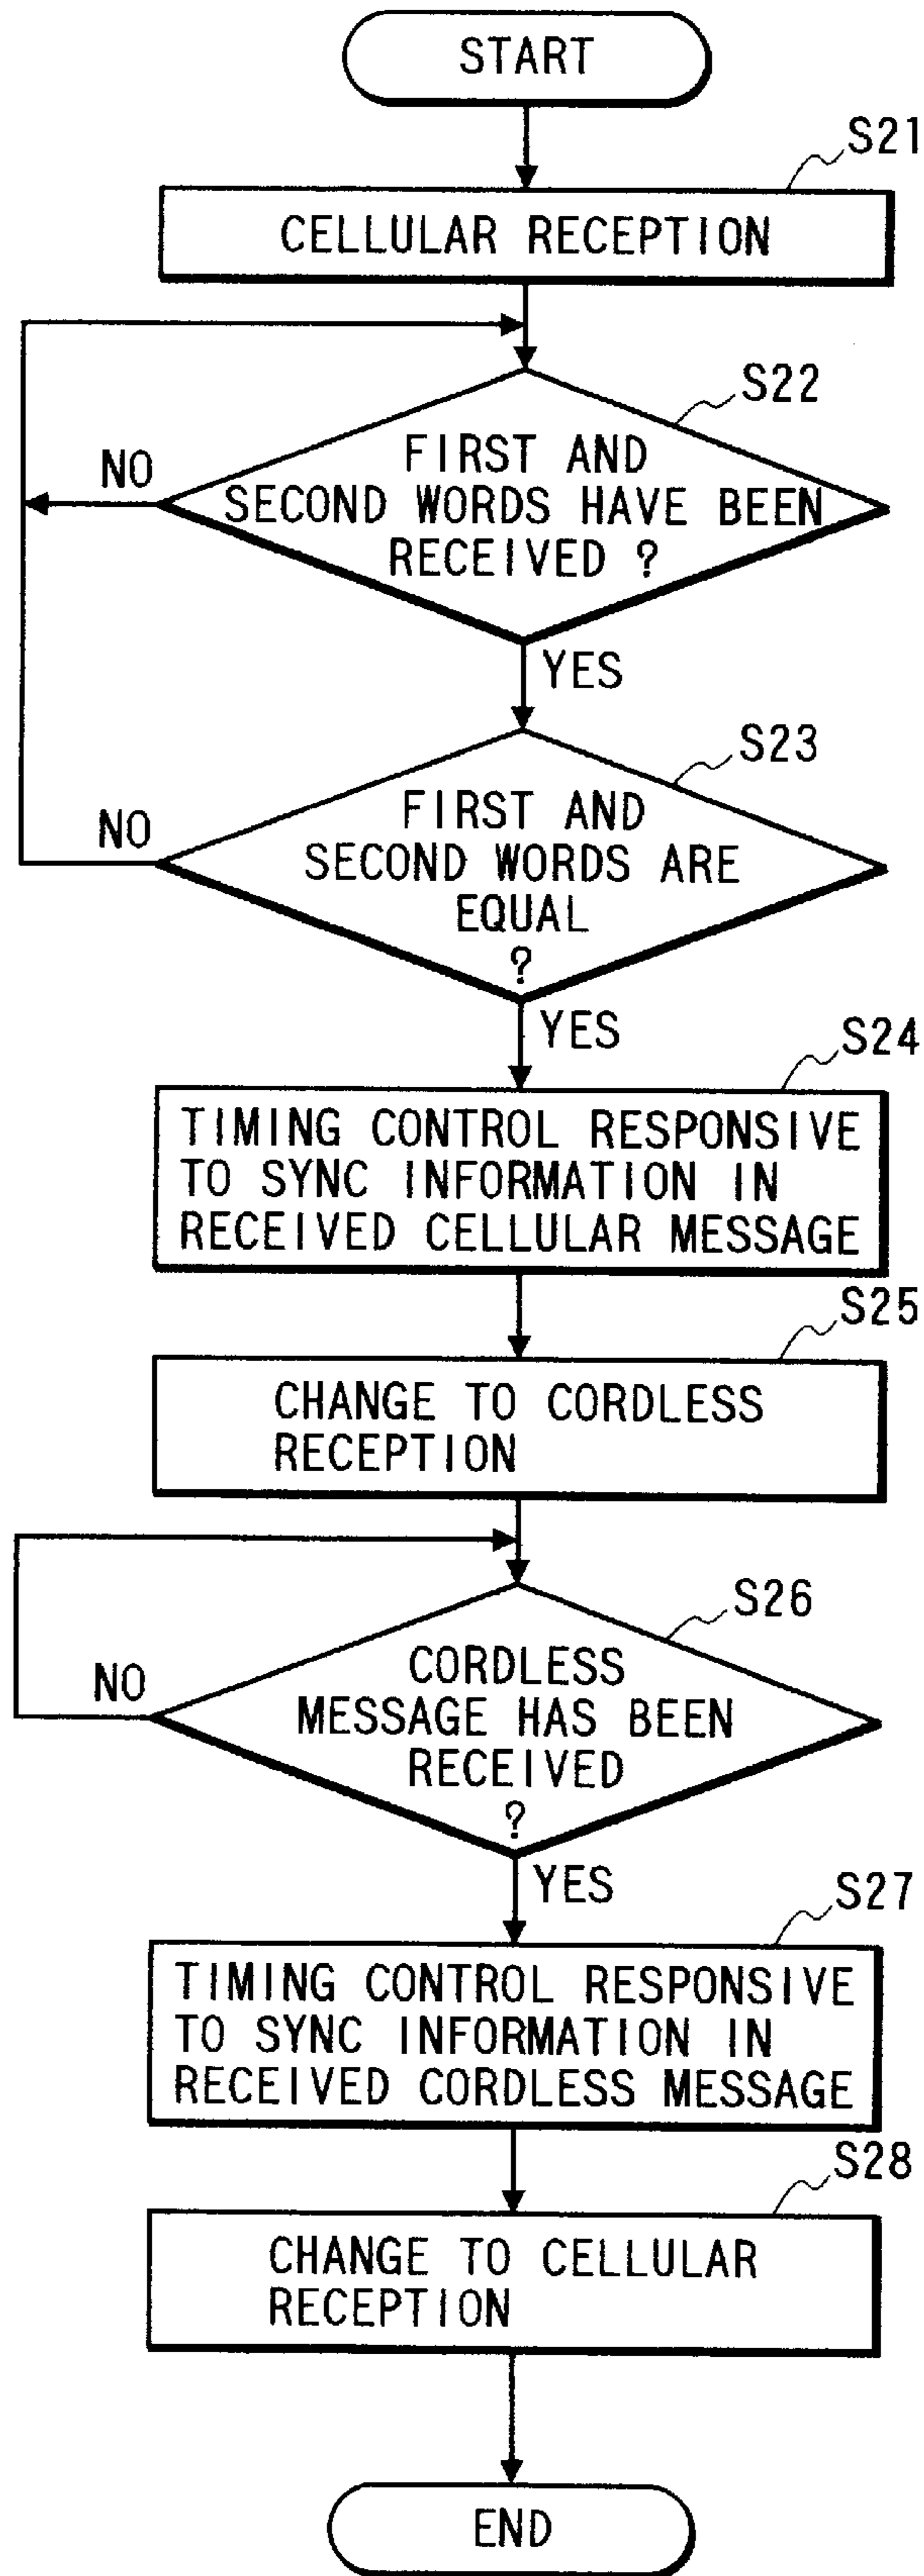 START
S21
CELLULAR RECEPTION
S22
NO
FIRST AND
SECOND WORDS HAVE BEEN
RECEIVED ?
YES
S23
NO
FIRST AND
SECOND WORDS ARE
EQUAL
?
YES
S24
TIMING CONTROL RESPONSIVE
TO SYNC INFORMATION IN
RECEIVED CELLULAR MESSAGE
S25
CHANGE TO CORDLESS
RECEPTION
S26
NO
CORDLESS
MESSAGE HAS BEEN
RECEIVED
?
YES
S27
TIMING CONTROL RESPONSIVE
TO SYNC INFORMATION IN
RECEIVED CORDLESS MESSAGE
S28
CHANGE TO CELLULAR
RECEPTION
END